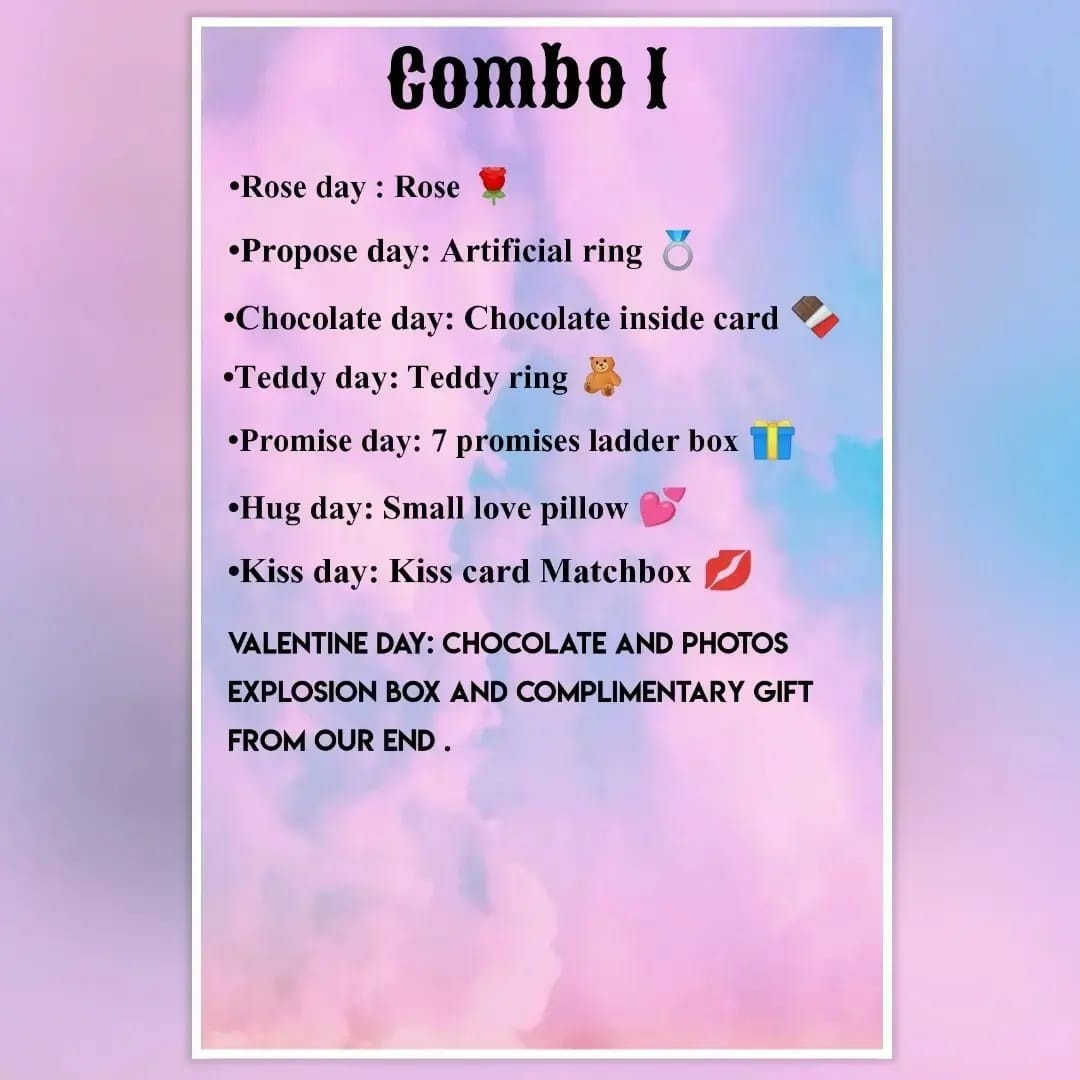 Combo I
•Rose day : Rose 🌹
•Propose day: Artificial ring 💍
•Chocolate day: Chocolate inside card 🍫
•Teddy day: Teddy ring 🧸
•Promise day: 7 promises ladder box 🎁
•Hug day: Small love pillow 💕
•Kiss day: Kiss card Matchbox 💋
VALENTINE DAY: CHOCOLATE AND PHOTOS
EXPLOSION BOX AND COMPLIMENTARY GIFT
FROM OUR END .